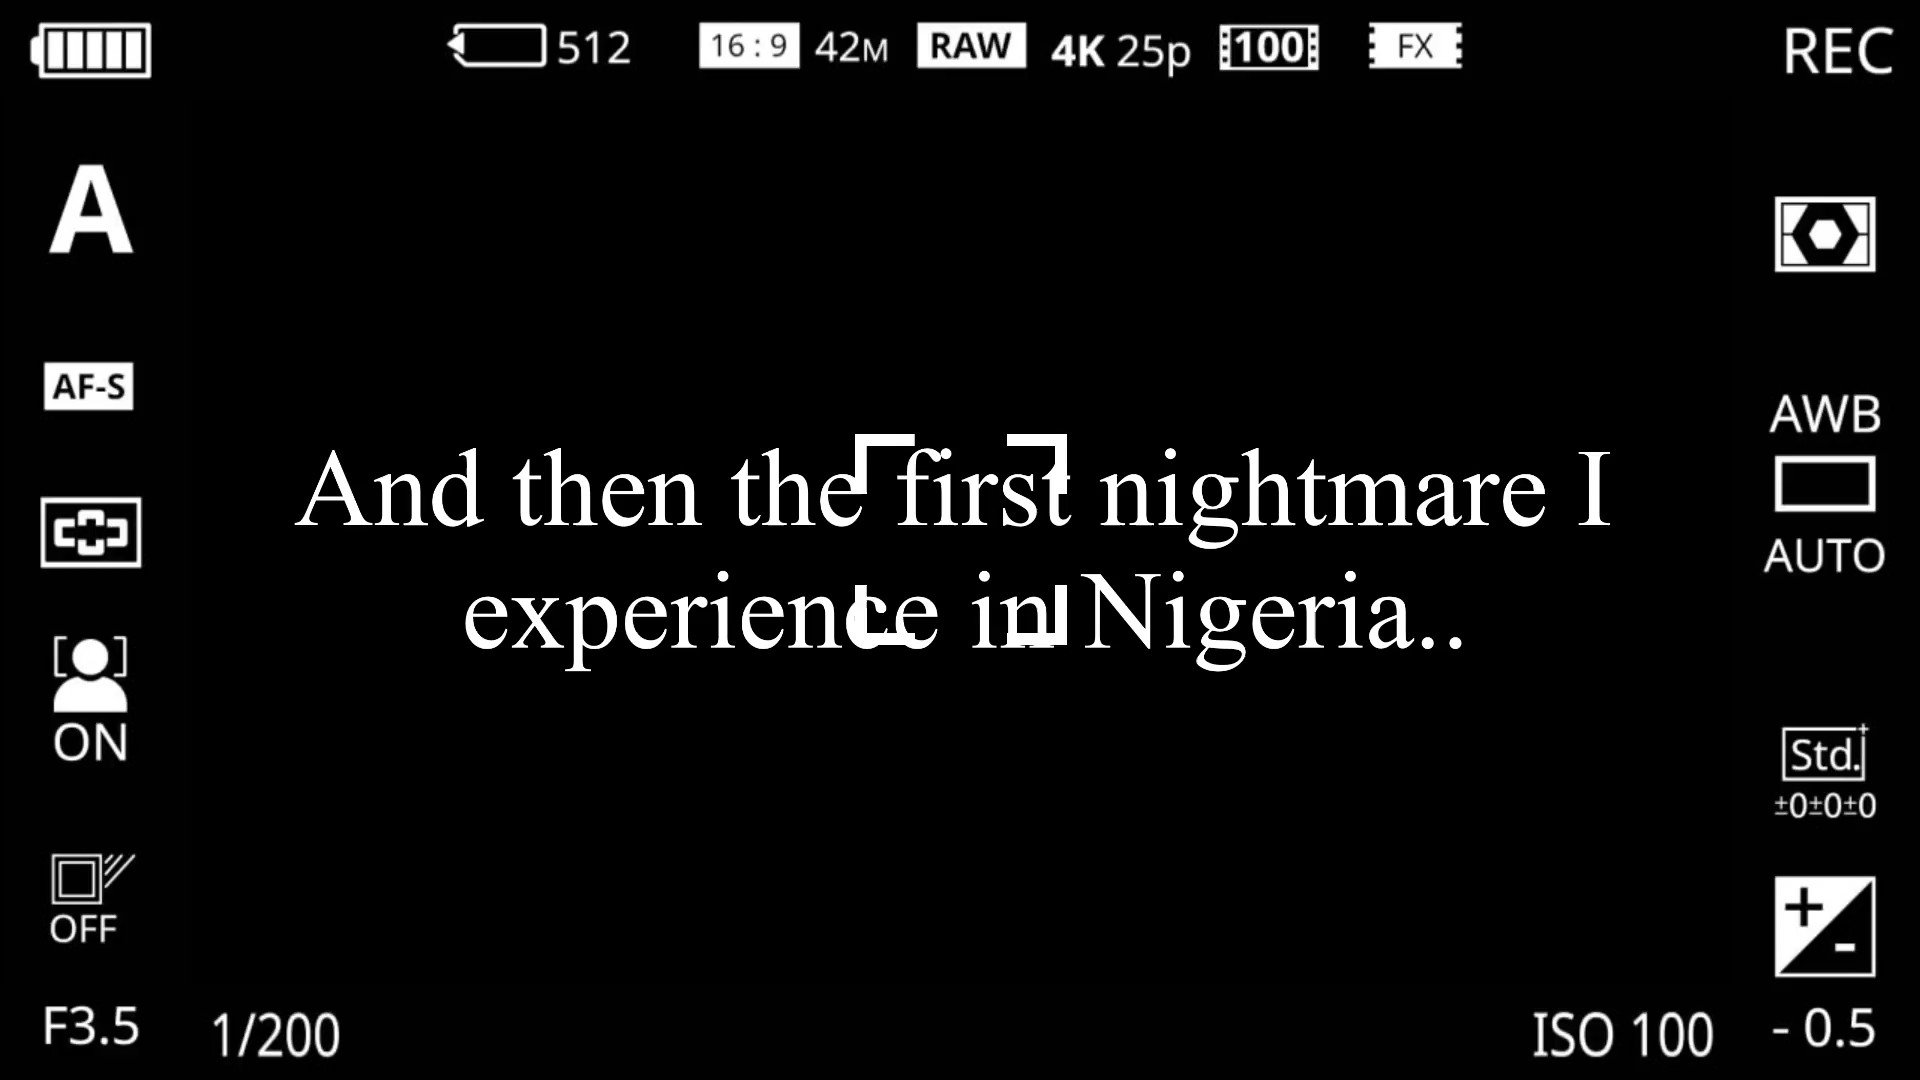 512 16:9 42M RAW 4K 25p 100 FX REC
A
AF-S
AWB
And then the first nightmare I
AUTO
experience in Nigeria..
ON
Std.+
±0±0±0
OFF
+
-
F3.5 1/200 ISO 100 - 0.5